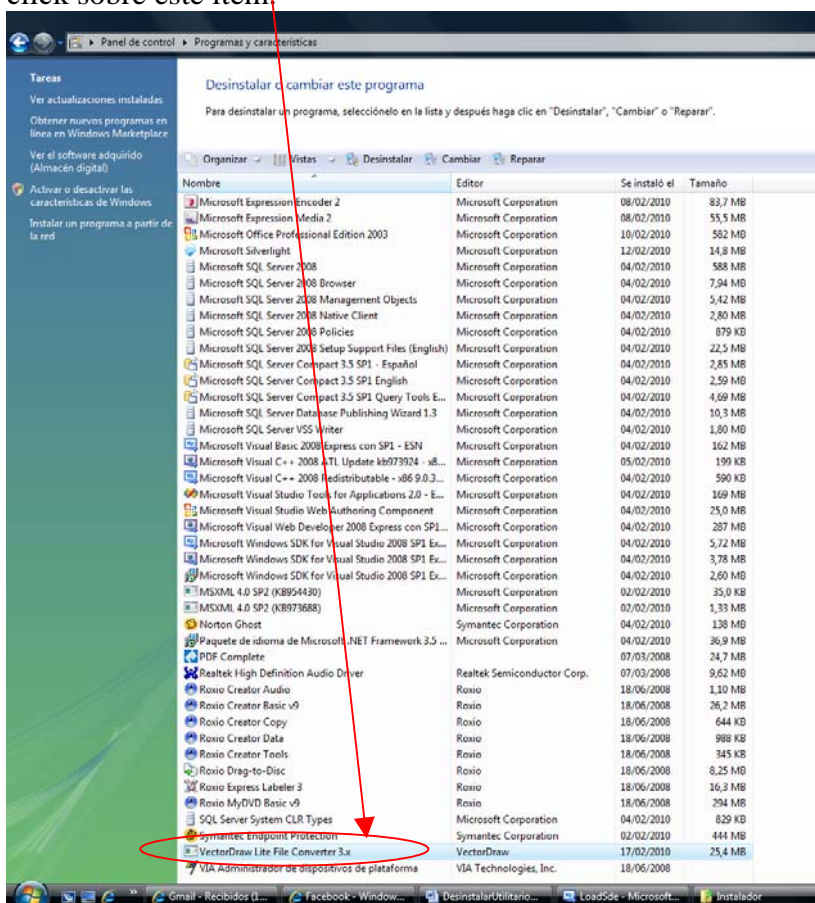 click sobre este item.
Panel de control ▸ Programas y características
Tareas
Ver actualizaciones instaladas
Obtener nuevos programas en
línea en Windows Marketplace
Ver el software adquirido
(Almacén digital)
Activar o desactivar las
características de Windows
Instalar un programa a partir de
la red
Desinstalar o cambiar este programa
Para desinstalar un programa, selecciónelo en la lista y después haga clic en "Desinstalar", "Cambiar" o "Reparar".
Organizar Vistas Desinstalar Cambiar Reparar
Nombre Editor Se instaló el Tamaño
Microsoft Expression Encoder 2 Microsoft Corporation 08/02/2010 83,7 MB
Microsoft Expression Media 2 Microsoft Corporation 08/02/2010 55,5 MB
Microsoft Office Professional Edition 2003 Microsoft Corporation 10/02/2010 582 MB
Microsoft Silverlight Microsoft Corporation 12/02/2010 14,8 MB
Microsoft SQL Server 2008 Microsoft Corporation 04/02/2010 588 MB
Microsoft SQL Server 2008 Browser Microsoft Corporation 04/02/2010 7,94 MB
Microsoft SQL Server 2008 Management Objects Microsoft Corporation 04/02/2010 5,42 MB
Microsoft SQL Server 2008 Native Client Microsoft Corporation 04/02/2010 2,80 MB
Microsoft SQL Server 2008 Policies Microsoft Corporation 04/02/2010 879 KB
Microsoft SQL Server 2008 Setup Support Files (English) Microsoft Corporation 04/02/2010 22,5 MB
Microsoft SQL Server Compact 3.5 SP1 - Español Microsoft Corporation 04/02/2010 2,85 MB
Microsoft SQL Server Compact 3.5 SP1 English Microsoft Corporation 04/02/2010 2,59 MB
Microsoft SQL Server Compact 3.5 SP1 Query Tools E... Microsoft Corporation 04/02/2010 4,69 MB
Microsoft SQL Server Database Publishing Wizard 1.3 Microsoft Corporation 04/02/2010 10,3 MB
Microsoft SQL Server VSS Writer Microsoft Corporation 04/02/2010 1,80 MB
Microsoft Visual Basic 2008 Express con SP1 - ESN Microsoft Corporation 04/02/2010 162 MB
Microsoft Visual C++ 2008 ATL Update kb973924 - x8... Microsoft Corporation 05/02/2010 199 KB
Microsoft Visual C++ 2008 Redistributable - x86 9.0.3... Microsoft Corporation 04/02/2010 590 KB
Microsoft Visual Studio Tools for Applications 2.0 - E... Microsoft Corporation 04/02/2010 169 MB
Microsoft Visual Studio Web Authoring Component Microsoft Corporation 04/02/2010 25,0 MB
Microsoft Visual Web Developer 2008 Express con SP1... Microsoft Corporation 04/02/2010 287 MB
Microsoft Windows SDK for Visual Studio 2008 SP1 Ex... Microsoft Corporation 04/02/2010 5,72 MB
Microsoft Windows SDK for Visual Studio 2008 SP1 Ex... Microsoft Corporation 04/02/2010 3,78 MB
Microsoft Windows SDK for Visual Studio 2008 SP1 Ex... Microsoft Corporation 04/02/2010 2,60 MB
MSXML 4.0 SP2 (KB954430) Microsoft Corporation 02/02/2010 35,0 KB
MSXML 4.0 SP2 (KB973688) Microsoft Corporation 02/02/2010 1,33 MB
Norton Ghost Symantec Corporation 04/02/2010 138 MB
Paquete de idioma de Microsoft .NET Framework 3.5 ... Microsoft Corporation 04/02/2010 36,9 MB
PDF Complete 07/03/2008 24,7 MB
Realtek High Definition Audio Driver Realtek Semiconductor Corp. 07/03/2008 9,62 MB
Roxio Creator Audio Roxio 18/06/2008 1,10 MB
Roxio Creator Basic v9 Roxio 18/06/2008 26,2 MB
Roxio Creator Copy Roxio 18/06/2008 644 KB
Roxio Creator Data Roxio 18/06/2008 988 KB
Roxio Creator Tools Roxio 18/06/2008 345 KB
Roxio Drag-to-Disc Roxio 18/06/2008 8,25 MB
Roxio Express Labeler 3 Roxio 18/06/2008 16,3 MB
Roxio MyDVD Basic v9 Roxio 18/06/2008 294 MB
SQL Server System CLR Types Microsoft Corporation 04/02/2010 829 KB
Symantec Endpoint Protection Symantec Corporation 02/02/2010 444 MB
VectorDraw Lite File Converter 3.x VectorDraw 17/02/2010 25,4 MB
VIA Administrador de dispositivos de plataforma VIA Technologies, Inc. 18/06/2008
Gmail - Recibidos (1... Facebook - Window... DesinstalarUtilitario... LoadSde - Microsoft... Instalador